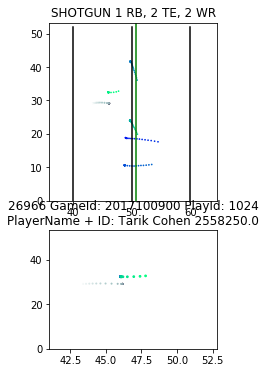 SHOTGUN 1 RB, 2 TE, 2 WR
50
40
30
20
10
0
40 50 60
26966 GameId: 2017100900 PlayId: 1024
PlayerName + ID: Tarik Cohen 2558250.0
40
20
0
42.5 45.0 47.5 50.0 52.5